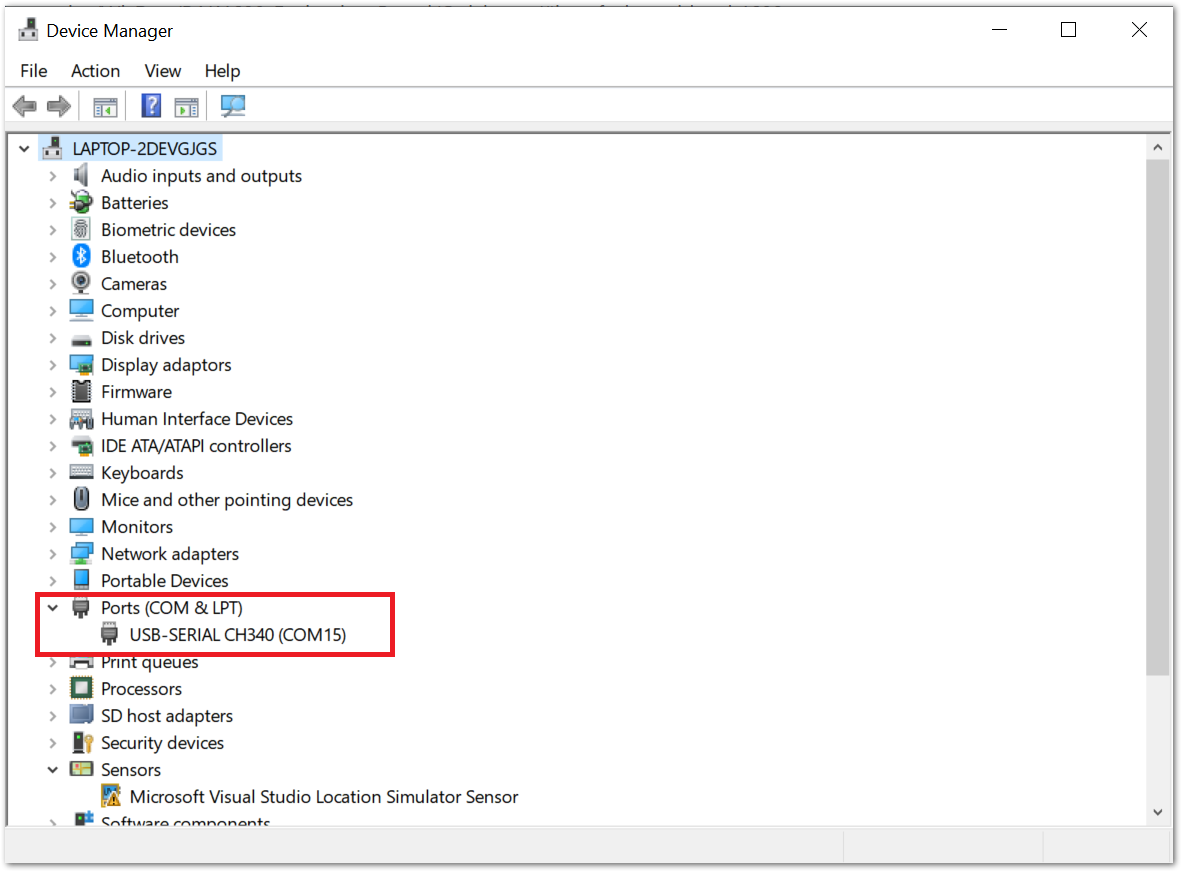 Device Manager
File Action View Help
LAPTOP-2DEVGJGS
Audio inputs and outputs
Batteries
Biometric devices
Bluetooth
Cameras
Computer
Disk drives
Display adaptors
Firmware
Human Interface Devices
IDE ATA/ATAPI controllers
Keyboards
Mice and other pointing devices
Monitors
Network adapters
Portable Devices
Ports (COM & LPT)
USB-SERIAL CH340 (COM15)
Print queues
Processors
SD host adapters
Security devices
Sensors
Microsoft Visual Studio Location Simulator Sensor
Software components